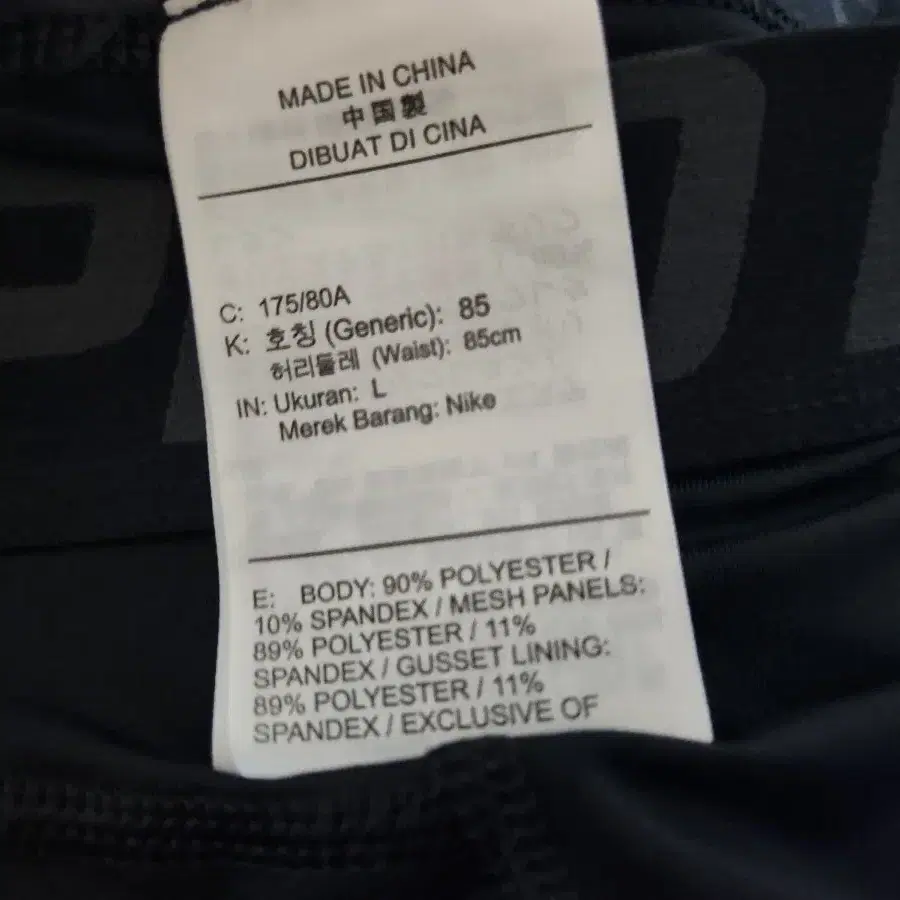 MADE IN CHINA
中国製
DIBUAT DI CINA
C: 175/80A
K: 호칭 (Generic): 85
허리둘레 (Waist): 85cm
IN: Ukuran: L
Merek Barang: Nike
E: BODY: 90% POLYESTER /
10% SPANDEX / MESH PANELS:
89% POLYESTER / 11%
SPANDEX / GUSSET LINING:
89% POLYESTER / 11%
SPANDEX / EXCLUSIVE OF